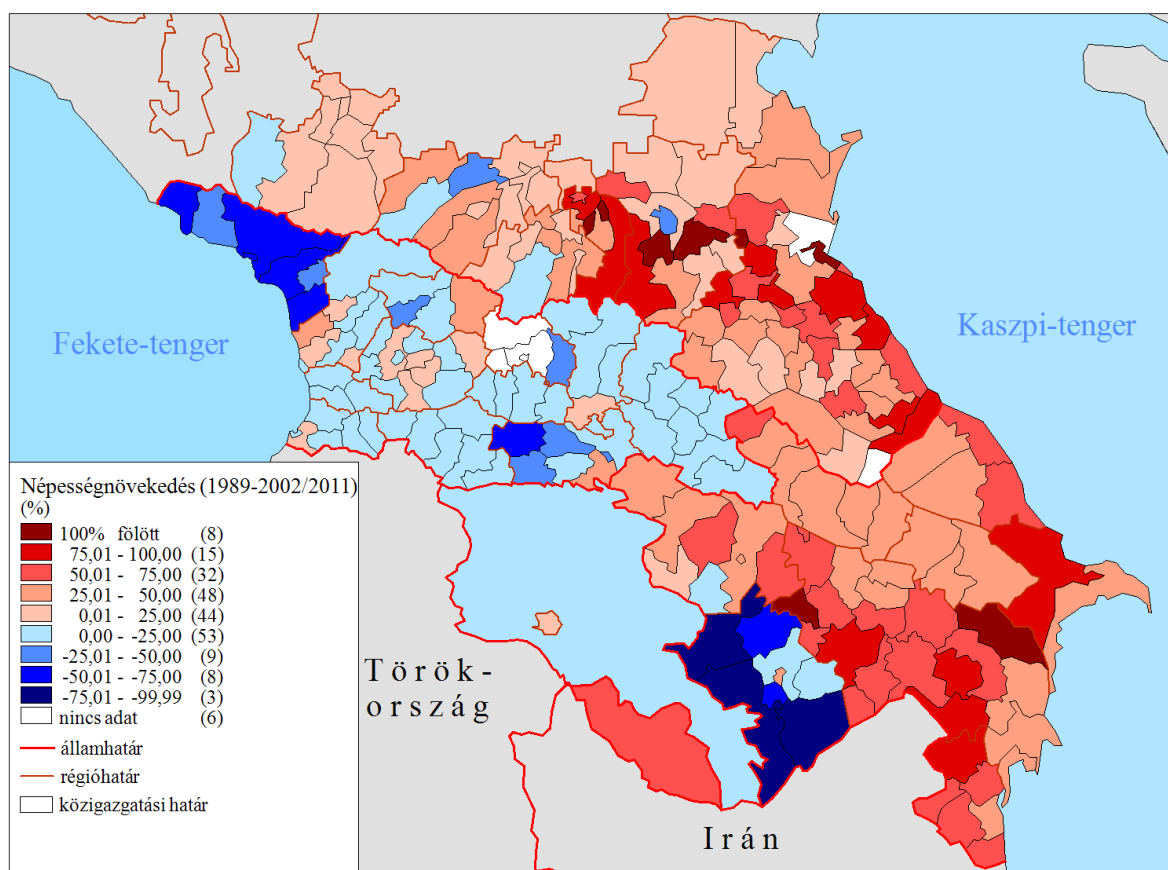 Fekete-tenger
Kaszpi-tenger
Népességnövekedés (1989-2002/2011)
(%)
100% fölött (8)
75,01 - 100,00 (15)
50,01 - 75,00 (32)
25,01 - 50,00 (48)
0,01 - 25,00 (44)
0,00 - -25,00 (53)
-25,01 - -50,00 (9)
-50,01 - -75,00 (8)
-75,01 - -99,99 (3)
nincs adat (6)
államhatár
régióhatár
közigazgatási határ
Török-
ország
Irán